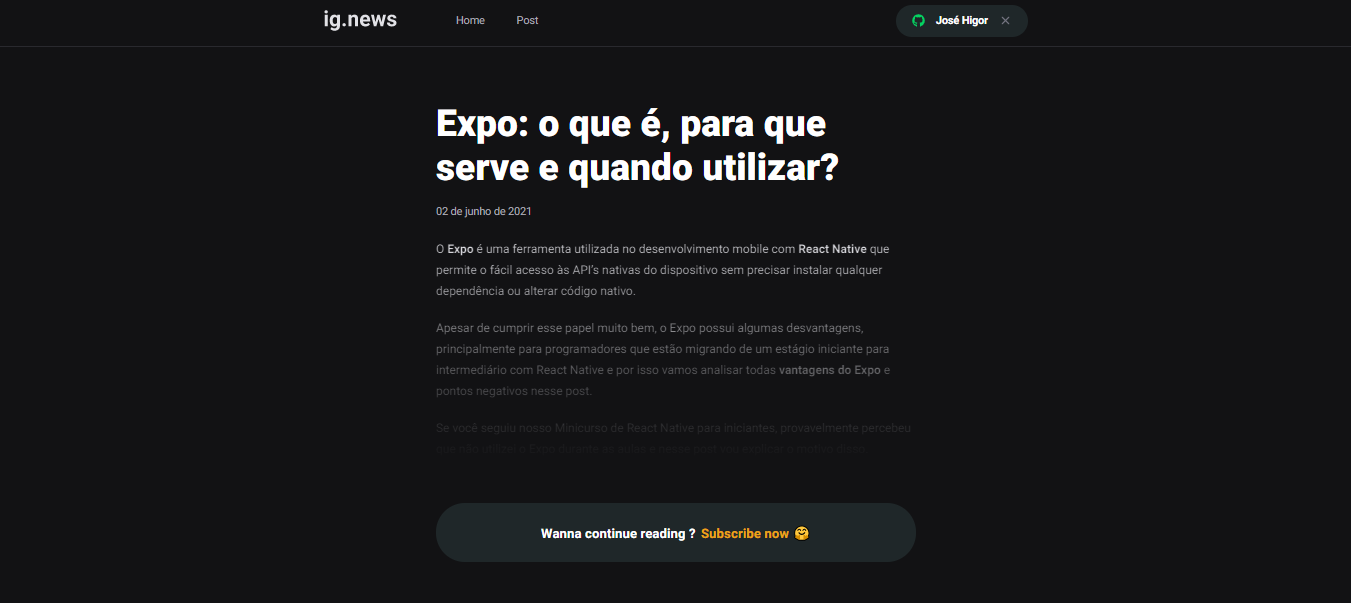 ig.news
Home
Post
José Higor
Expo: o que é, para que
serve e quando utilizar?
02 de junho de 2021
O Expo é uma ferramenta utilizada no desenvolvimento mobile com React Native que
permite o fácil acesso às API's nativas do dispositivo sem precisar instalar qualquer
dependência ou alterar código nativo.
Apesar de cumprir esse papel muito bem, o Expo possui algumas desvantagens,
principalmente para programadores que estão migrando de um estágio iniciante para
intermediário com React Native e por isso vamos analisar todas vantagens do Expo e
pontos negativos nesse post.
Se você seguiu nosso Minicurso de React Native para iniciantes, provavelmente percebeu
Wanna continue reading ? Subscribe now 🤗